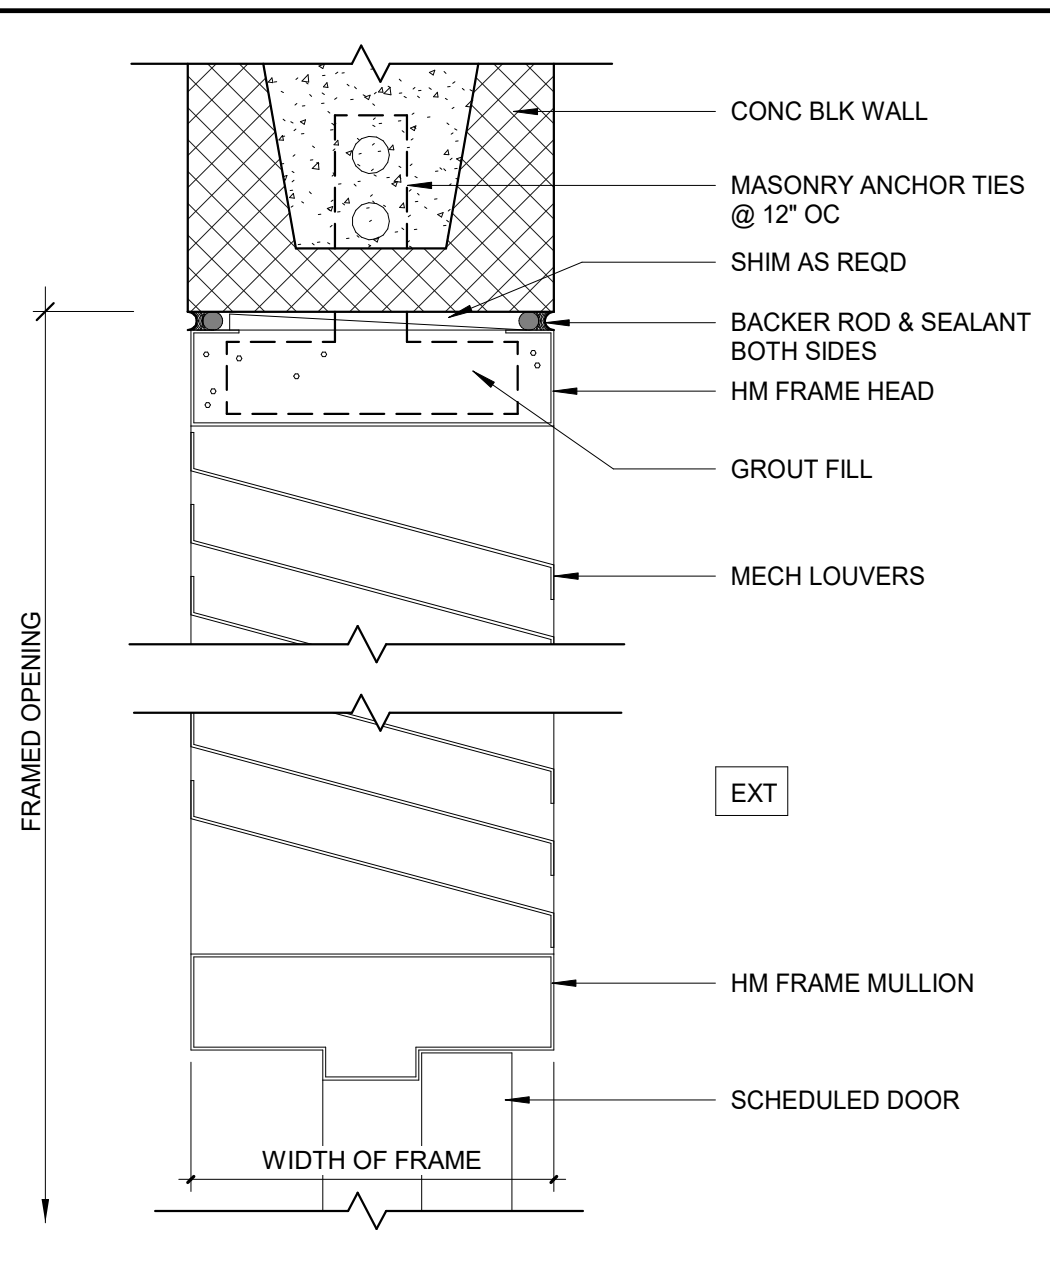 CONC BLK WALL
MASONRY ANCHOR TIES
@ 12" OC
SHIM AS REQD
BACKER ROD & SEALANT
BOTH SIDES
HM FRAME HEAD
GROUT FILL
MECH LOUVERS
FRAMED OPENING
EXT
HM FRAME MULLION
SCHEDULED DOOR
WIDTH OF FRAME